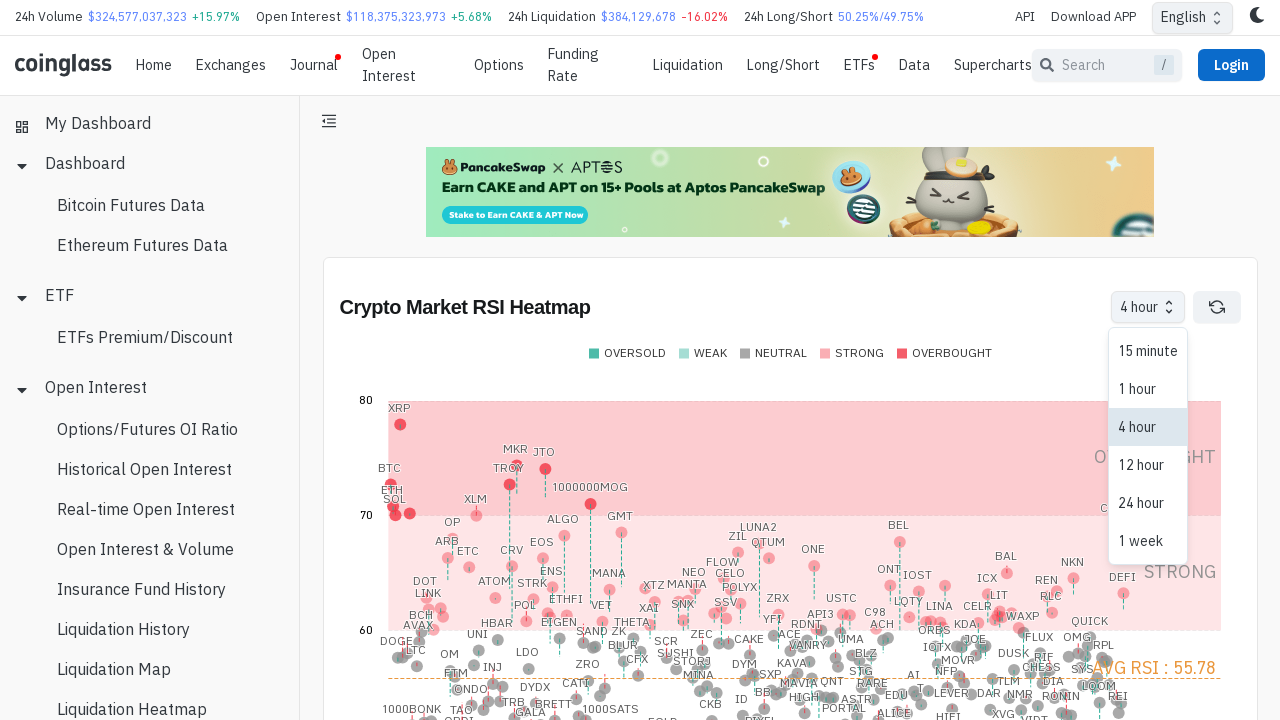 24h Volume $324,577,037,323 +15.97% Open Interest $118,375,323,973 +5.68% 24h Liquidation $384,129,678 -16.02% 24h Long/Short 50.25%/49.75% API Download APP English
coinglass Home Exchanges Journal Open Interest Options Funding Rate Liquidation Long/Short ETFs Data Supercharts Search / Login
My Dashboard
Dashboard
Bitcoin Futures Data
Ethereum Futures Data
ETF
ETFs Premium/Discount
Open Interest
Options/Futures OI Ratio
Historical Open Interest
Real-time Open Interest
Open Interest & Volume
Insurance Fund History
Liquidation History
Liquidation Map
Liquidation Heatmap
PancakeSwap X APTOS
Earn CAKE and APT on 15+ Pools at Aptos PancakeSwap
Stake to Earn CAKE & APT Now
Crypto Market RSI Heatmap
4 hour
15 minute
1 hour
4 hour
12 hour
24 hour
1 week
OVERSOLD WEAK NEUTRAL STRONG OVERBOUGHT
80
XRP
MKR JTO
BTC TROY
ETH 1000000MOG
SOL XLM
70
GMT
OP ALGO LUNA2 BEL
ARB ETC CRV EOS ZIL QTUM ONE
BAL NKN
STRONG
DOT LINK ATOM STRK ENS MANA XTZ NEO MANTA FLOW CELO POLYX ONT IOST ICX REN DEFI
BCH AVAX HBAR POL ETHFI VET XAI SNX SSV ZRX USTC LQTY LINA CELR LIT RLC
60
EIGEN THETA YFI API3 C98 WAXP QUICK
DOGE LTC UNI SAND ZK ZEC ACE RDNT ACH ORBS KDA
OM LDO BLUR SCR CAKE VANRY UMA JOE FLUX OMG RPL
FTM INJ ZRO CFX SUSHI STORJ DYM KAVA BLZ MOVR DUSK RIF
AVG RSI : 55.78
ONDO DYDX CATI MINA SXP MAVIA QNT STG RARE AI NFP TLM CHESS DIA SYS LOOM
TRB BRETT 1000SATS CKB ID HIGH ASTR EDU T LEVER DAR NMR RONIN REI
1000BONK TAO GALA PIXEL PORTAL ALICE HIFI XVG